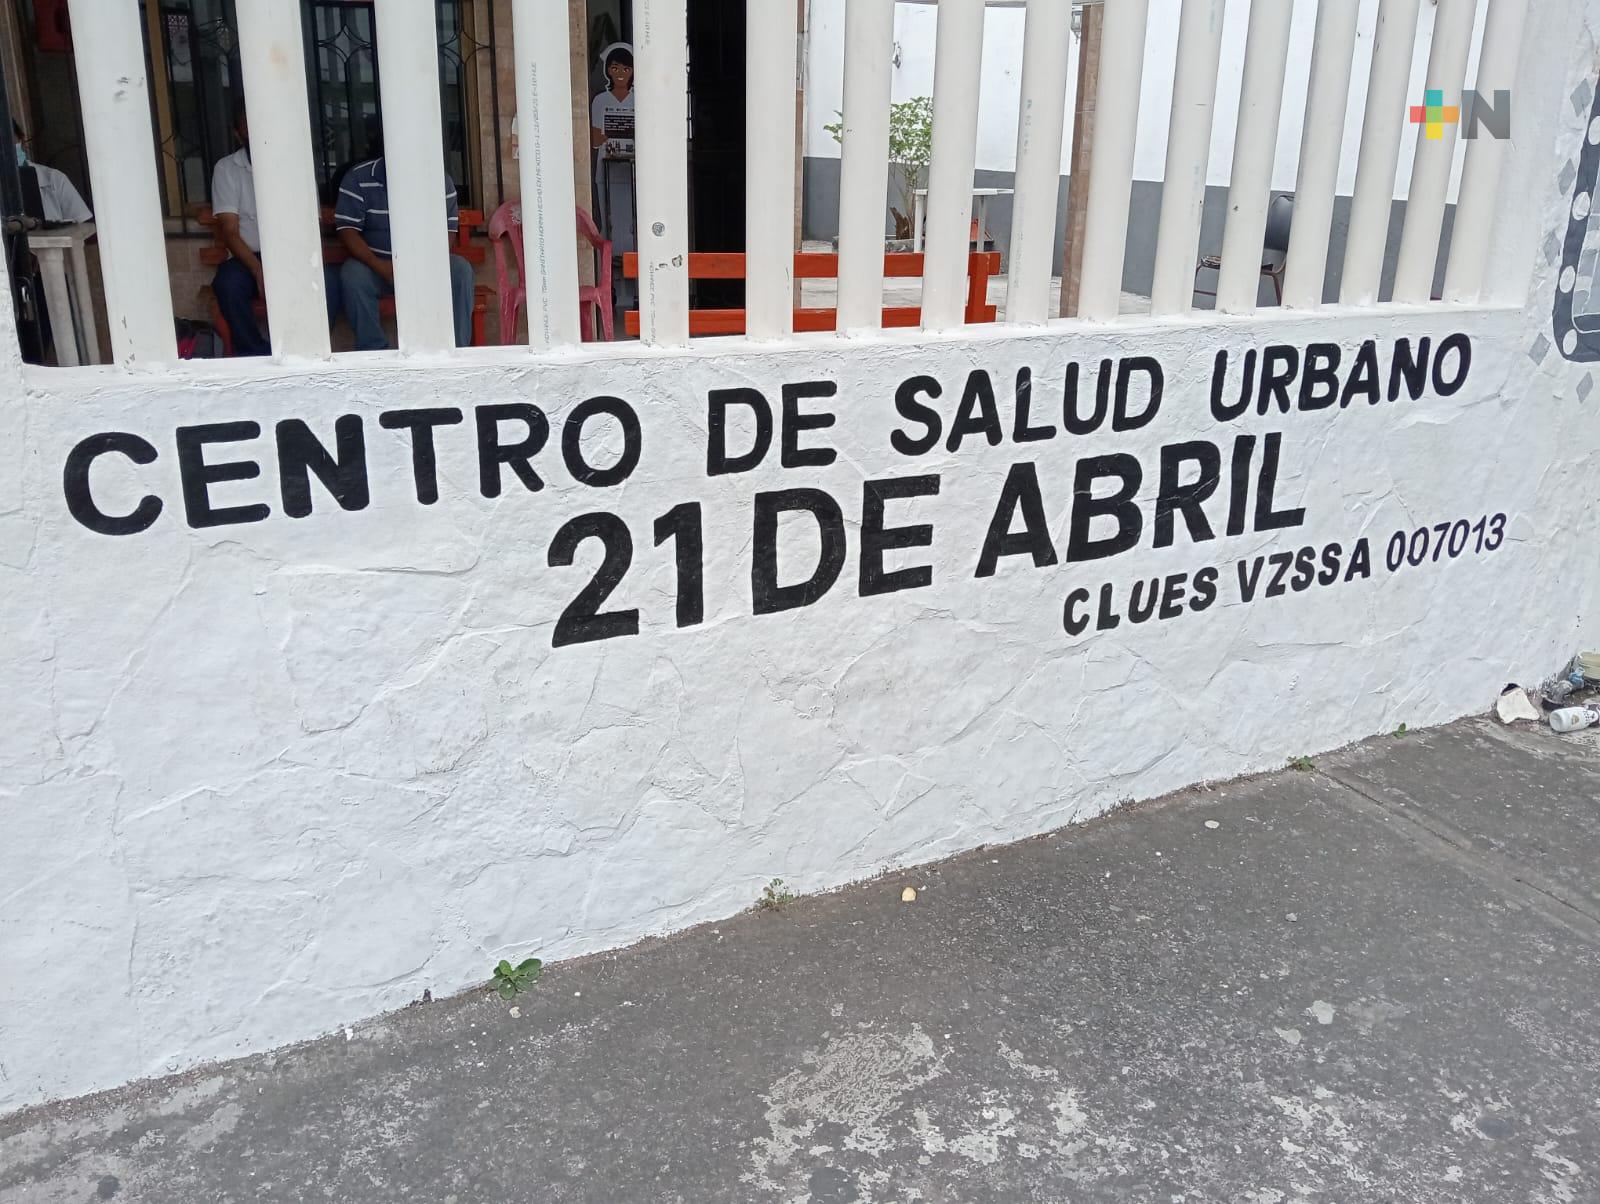 +N
CENTRO DE SALUD URBANO
21 DE ABRIL
CLUES VZSSA 007013